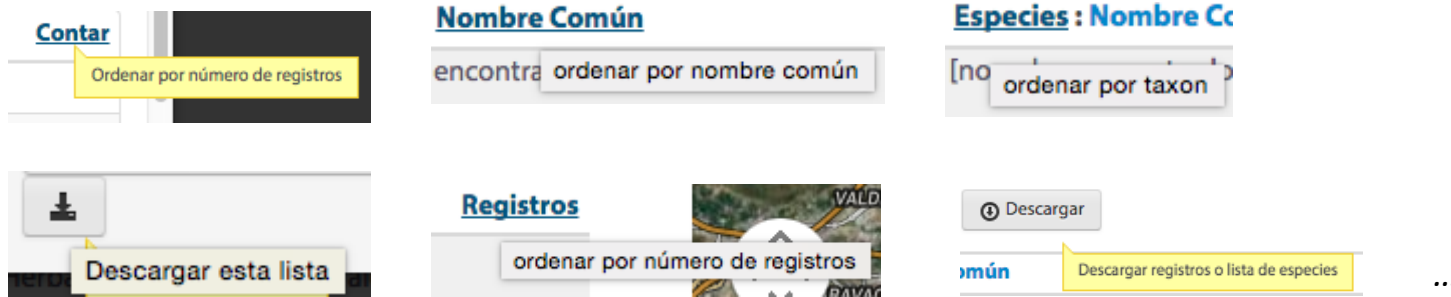 Contar
Ordenar por número de registros
Nombre Común
encontra
ordenar por nombre común
Especies : Nombre Co
[no
ordenar por taxon
Descargar esta lista
Registros
VALD
ordenar por número de registros
Descargar
omún
Descargar registros o lista de especies
..